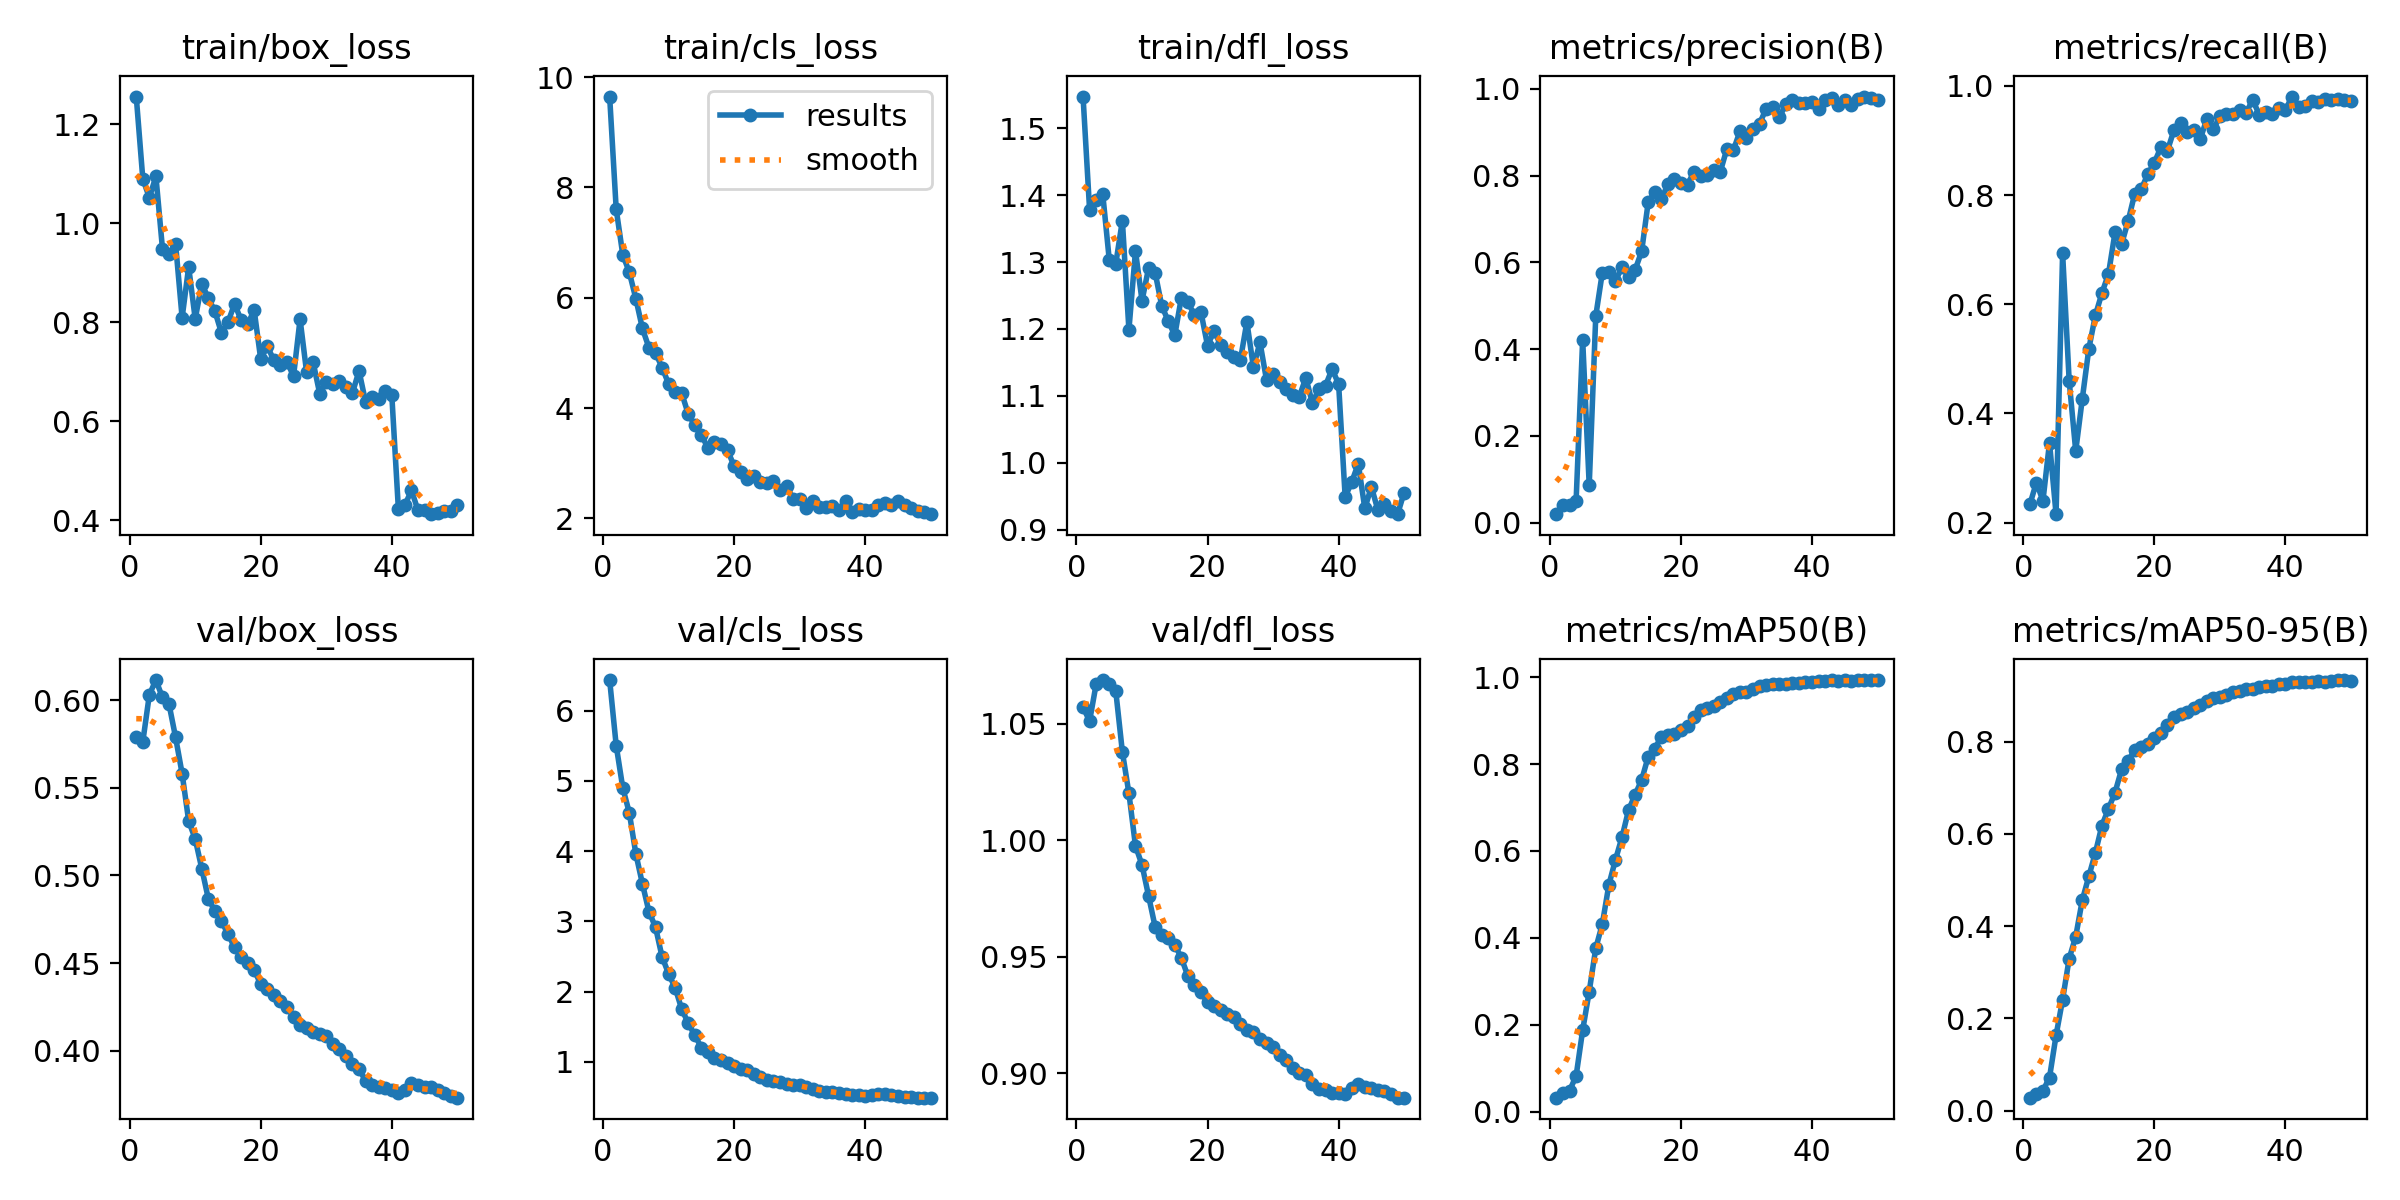 train/box_loss
1.2
1.0
0.8
0.6
0.4
0 20 40
train/cls_loss
10
8
6
4
2
0 20 40
results
smooth
train/dfl_loss
1.5
1.4
1.3
1.2
1.1
1.0
0.9
0 20 40
metrics/precision(B)
1.0
0.8
0.6
0.4
0.2
0.0
0 20 40
metrics/recall(B)
1.0
0.8
0.6
0.4
0.2
0 20 40
val/box_loss
0.60
0.55
0.50
0.45
0.40
0 20 40
val/cls_loss
6
5
4
3
2
1
0 20 40
val/dfl_loss
1.05
1.00
0.95
0.90
0 20 40
metrics/mAP50(B)
1.0
0.8
0.6
0.4
0.2
0.0
0 20 40
metrics/mAP50-95(B)
0.8
0.6
0.4
0.2
0.0
0 20 40